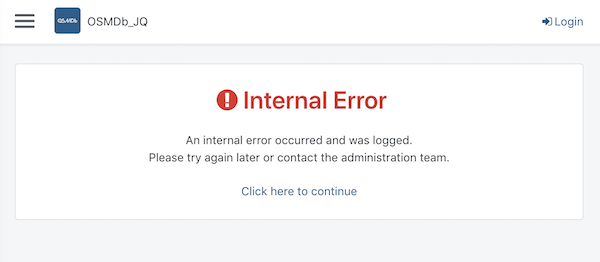 OSMDb OSMDb_JQ Login
Internal Error
An internal error occurred and was logged.
Please try again later or contact the administration team.
Click here to continue